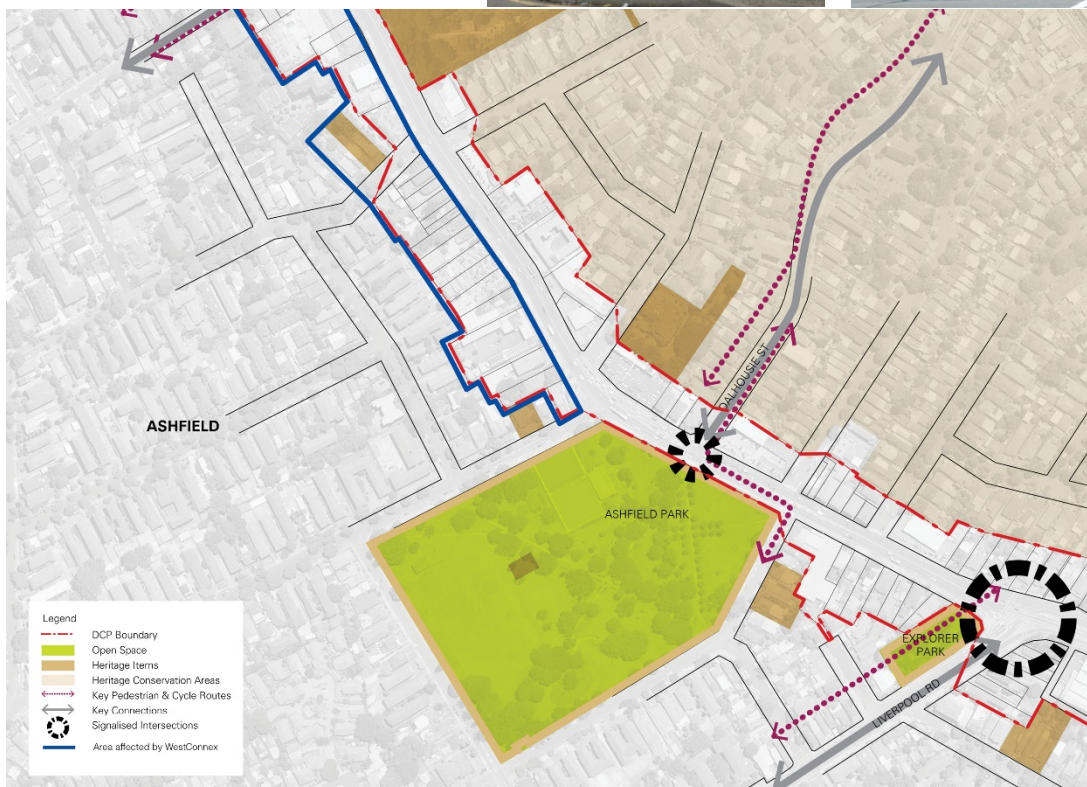 DALHOUSIE ST
ASHFIELD
ASHFIELD PARK
EXPLORER
PARK
LIVERPOOL RD
Legend
DCP Boundary
Open Space
Heritage Items
Heritage Conservation Areas
Key Pedestrian & Cycle Routes
Key Connections
Signalised Intersections
Area affected by WestConnex